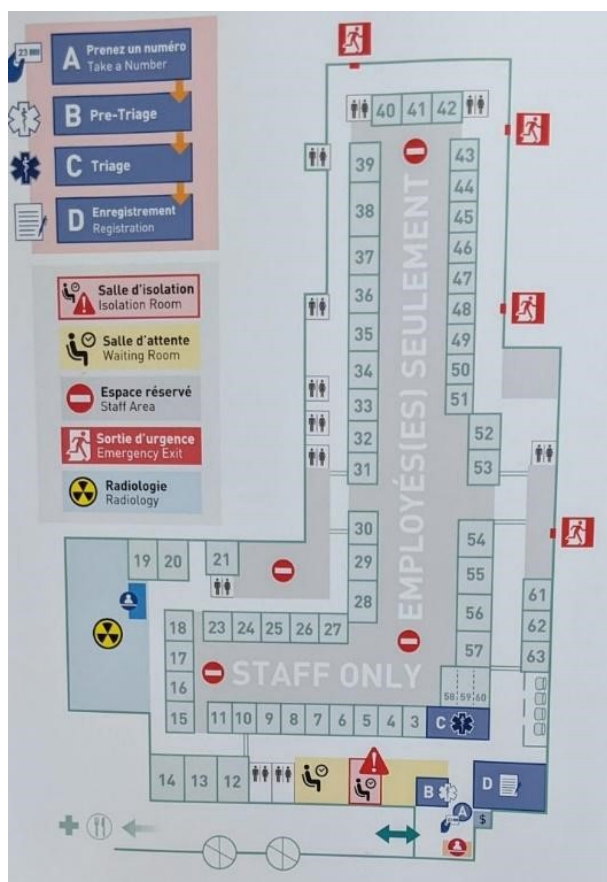 23 MRO
A Prenez un numéro
Take a Number
B Pre-Triage
C Triage
D Enregistrement
Registration
Salle d'isolation
Isolation Room
Salle d'attente
Waiting Room
Espace réservé
Staff Area
Sortie d'urgence
Emergency Exit
Radiologie
Radiology
40 41 42
39
38
37
36
35
34
33
32
31
30
29
28
43
44
45
46
47
48
49
50
51
52
53
54
55
56
57
58 59 60
61
62
63
EMPLOYÉS(ES) SEULEMENT
19 20 21
18 23 24 25 26 27
17
16
STAFF ONLY
15 11 10 9 8 7 6 5 4 3 C
14 13 12
B
D
A
$